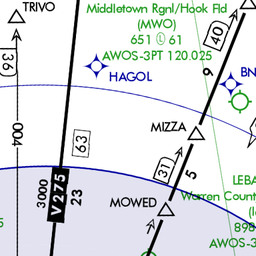 TRIVO
Middletown Rgnl/Hook Fld
(MWO)
651 Ⓛ 61
AWOS-3PT 120.025
HAGOL
40
36
9
BN
004
MIZZA
63
31
5
LEBA
Warren Count
MOWED
3000
V275
23
898
AWOS-3
5